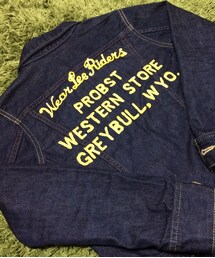 Wear Lee Riders
PROBST
WESTERN STORE
GREYBULL, WYO.